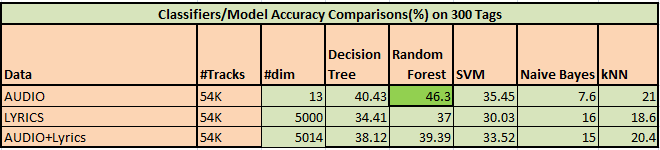 Classifiers/Model Accuracy Comparisons(%) on 300 Tags
Data #Tracks #dim Decision Tree Random Forest SVM Naive Bayes kNN
AUDIO 54K 13 40.43 46.3 35.45 7.6 21
LYRICS 54K 5000 34.41 37 30.03 16 18.6
AUDIO+Lyrics 54K 5014 38.12 39.39 33.52 15 20.4